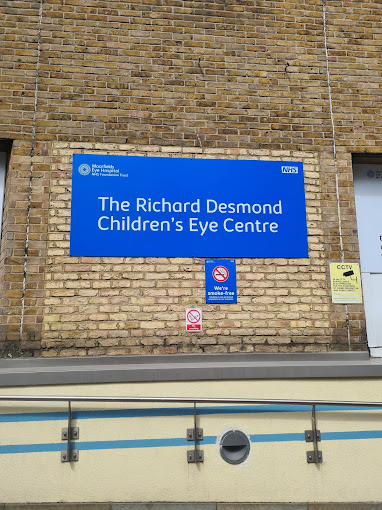 Moorfields
Eye Hospital
NHS Foundation Trust
NHS
The Richard Desmond
Children's Eye Centre
We're
smoke-free
CCTV